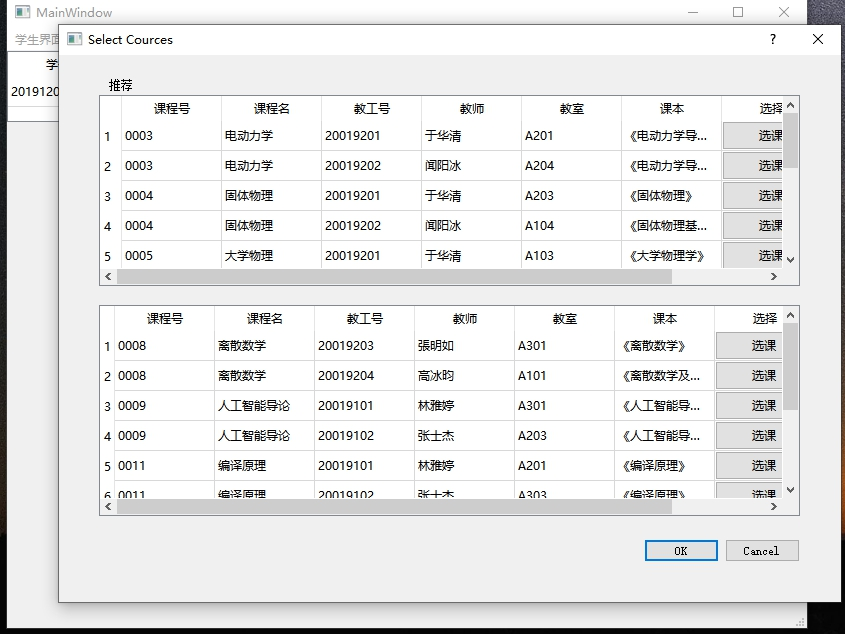 MainWindow
学生界面
Select Cources
?
学
2019120
推荐
课程号 课程名 教工号 教师 教室 课本 选择
1 0003 电动力学 20019201 于华清 A201 《电动力学导... 选课
2 0003 电动力学 20019202 闻阳冰 A204 《电动力学导... 选课
3 0004 固体物理 20019201 于华清 A203 《固体物理》 选课
4 0004 固体物理 20019202 闻阳冰 A104 《固体物理基... 选课
5 0005 大学物理 20019201 于华清 A103 《大学物理学》 选课
课程号 课程名 教工号 教师 教室 课本 选择
1 0008 离散数学 20019203 張明如 A301 《离散数学》 选课
2 0008 离散数学 20019204 高冰昀 A101 《离散数学及... 选课
3 0009 人工智能导论 20019101 林雅婷 A301 《人工智能导... 选课
4 0009 人工智能导论 20019102 张士杰 A203 《人工智能导... 选课
5 0011 编译原理 20019101 林雅婷 A201 《编译原理》 选课
6 0011 编译原理 20019102 张士杰 A303 《编译原理》 选课
OK Cancel